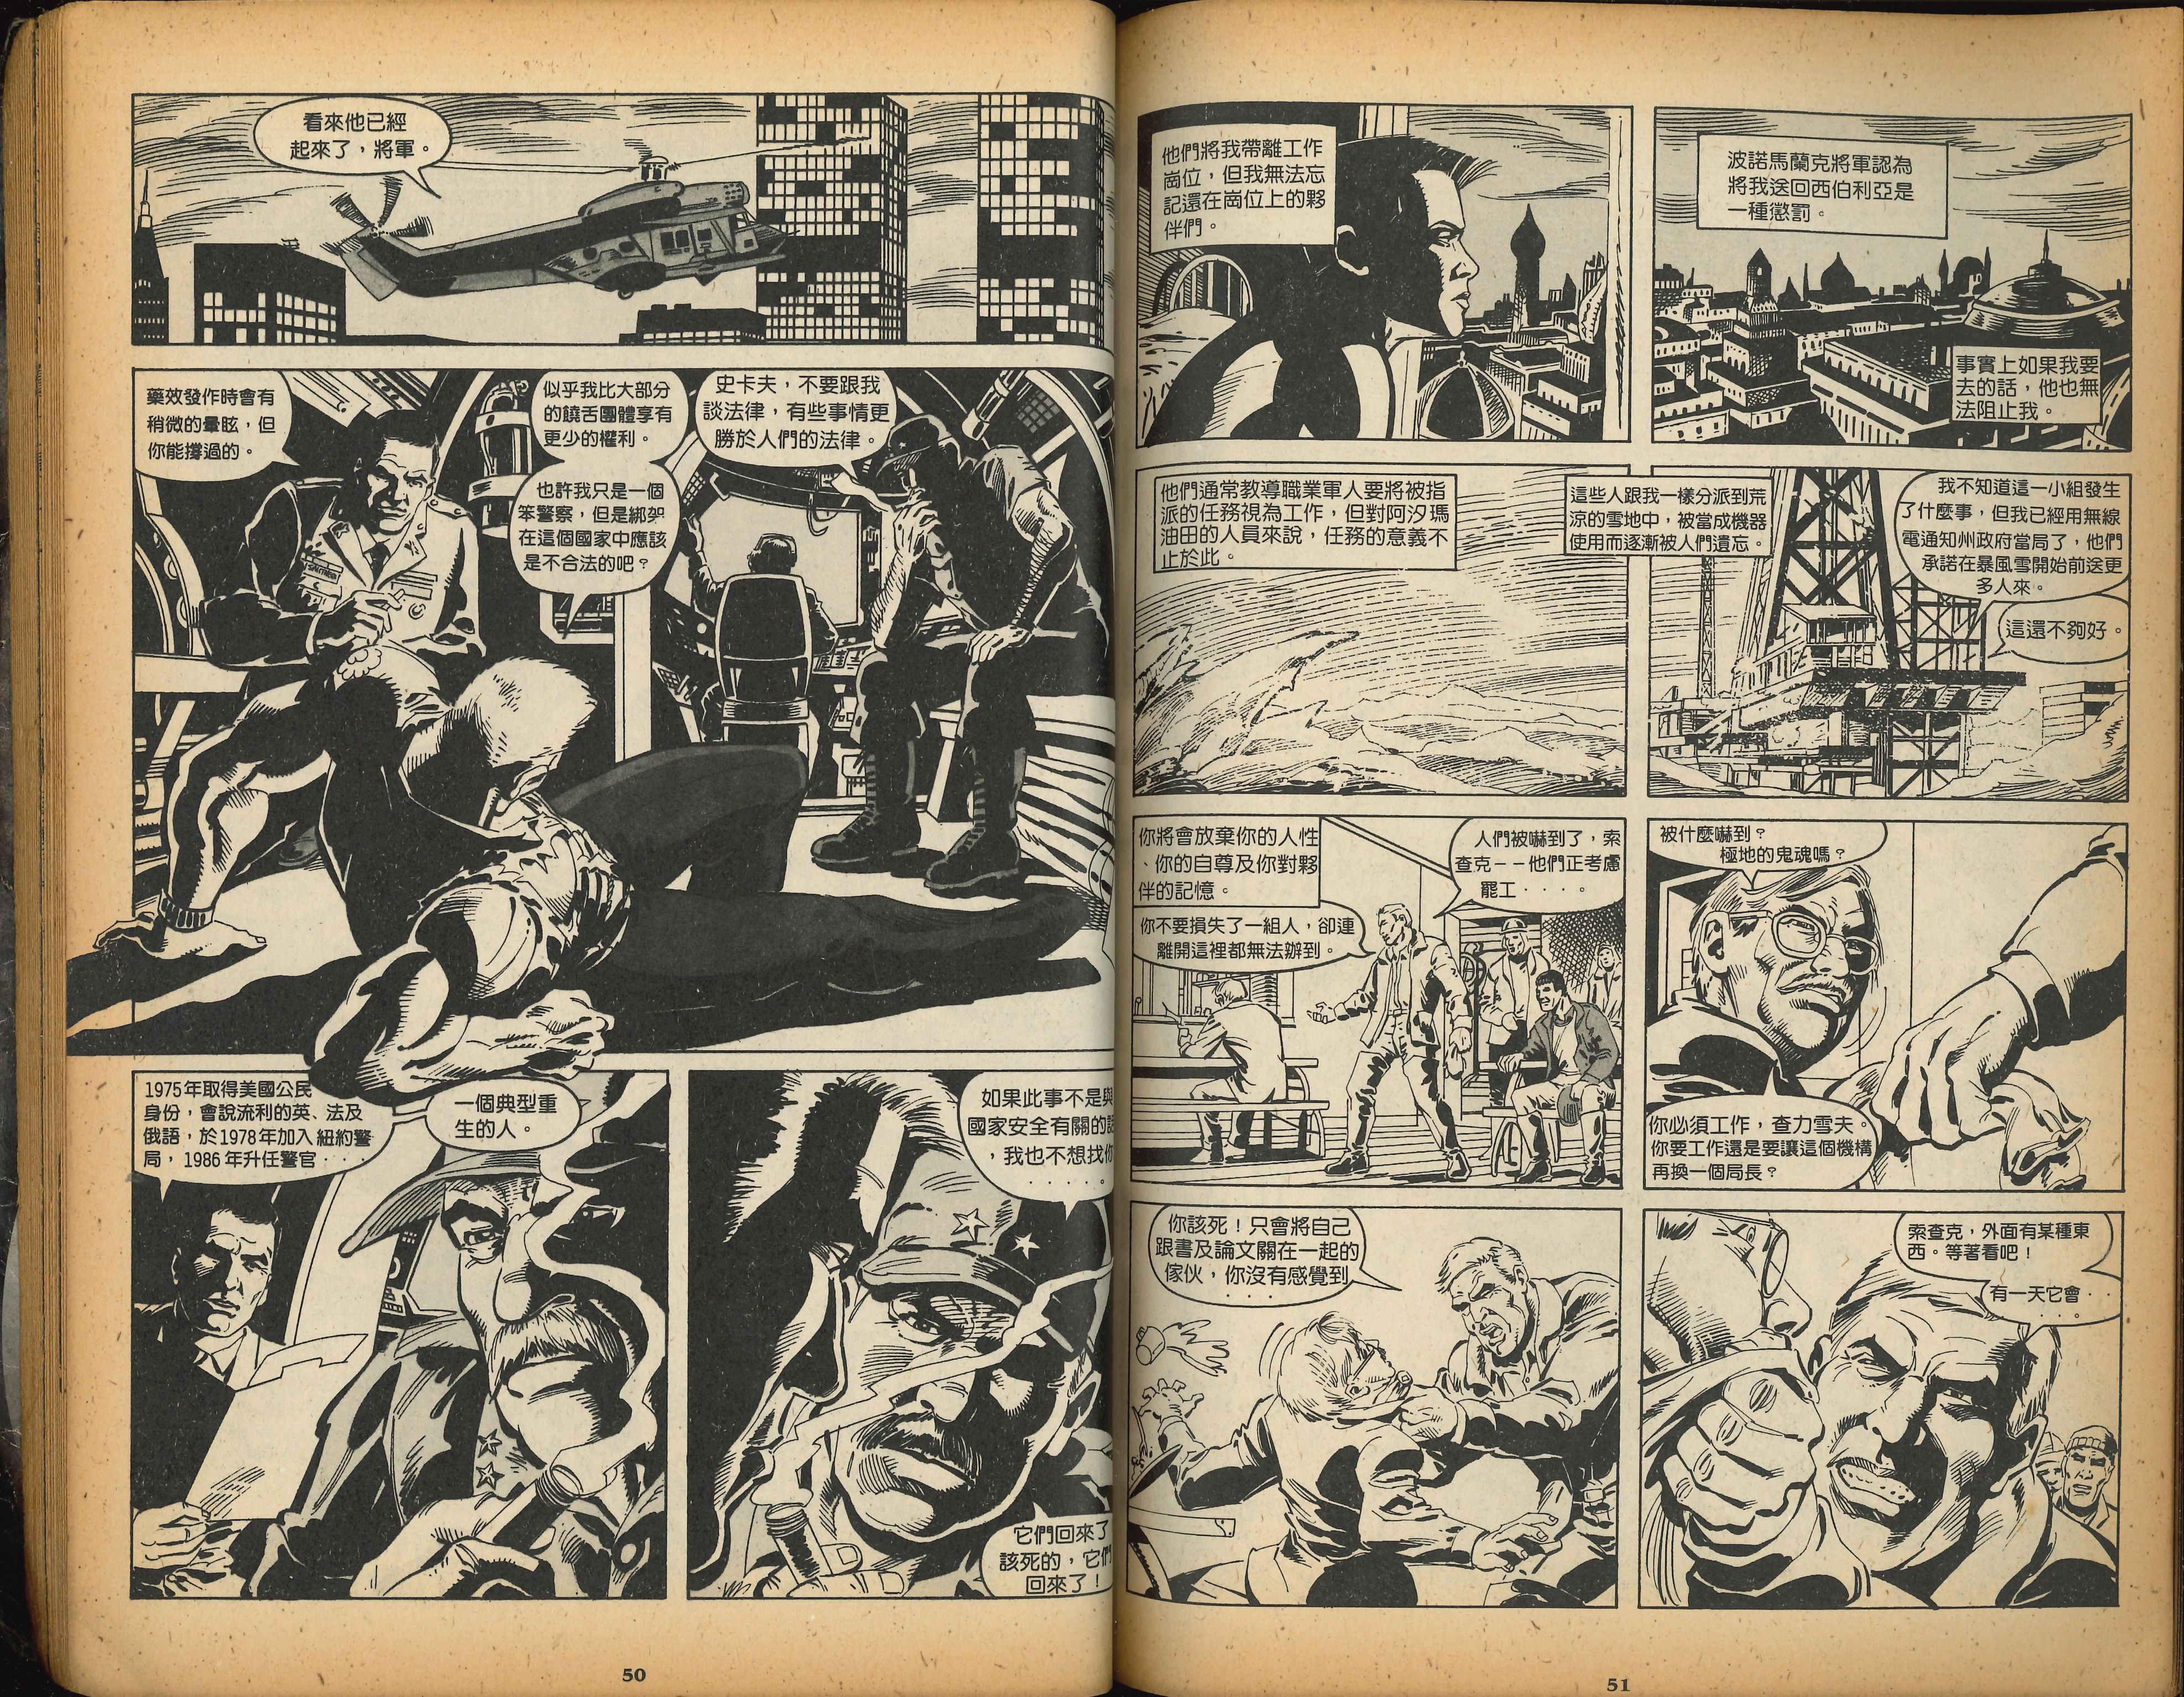 看來他已經
起來了，將軍。
藥效發作時會有
稍微的暈眩，但
你能撐過的。
似乎我比大部分
的饒舌團體享有
更少的權利。
也許我只是一個
笨警察，但是綁架
在這個國家中應該
是不合法的吧？
史卡夫，不要跟我
談法律，有些事情更
勝於人們的法律。
1975年取得美國公民
身份，會說流利的英、法及
俄語，於1978年加入紐約警
局，1986年升任警官···
一個典型重
生的人。
如果此事不是與
國家安全有關的話
，我也不想找你
·····。
它們回來了
該死的，它們
回來了！
50
他們將我帶離工作
崗位，但我無法忘
記還在崗位上的夥
伴們。
波諾馬蘭克將軍認為
將我送回西伯利亞是
一種懲罰。
事實上如果我要
去的話，他也無
法阻止我。
他們通常教導職業軍人要將被指
派的任務視為工作，但對阿汐瑪
油田的人員來說，任務的意義不
止於此。
這些人跟我一樣分派到荒
涼的雪地中，被當成機器
使用而逐漸被人們遺忘。
我不知道這一小組發生
了什麼事，但我已經用無線
電通知州政府當局了，他們
承諾在暴風雪開始前送更
多人來。
這還不夠好。
你將會放棄你的人性
、你的自尊及你對夥
伴的記憶。
人們被嚇到了，索
查克－－他們正考慮
罷工····。
你不要損失了一組人，卻連
離開這裡都無法辦到。
被什麼嚇到？
極地的鬼魂嗎？
你必須工作，查力雪夫。
你要工作還是要讓這個機構
再換一個局長？
你該死！只會將自己
跟書及論文關在一起的
傢伙，你沒有感覺到
····
索查克，外面有某種東
西。等著看吧！
有一天它會··
··。
51